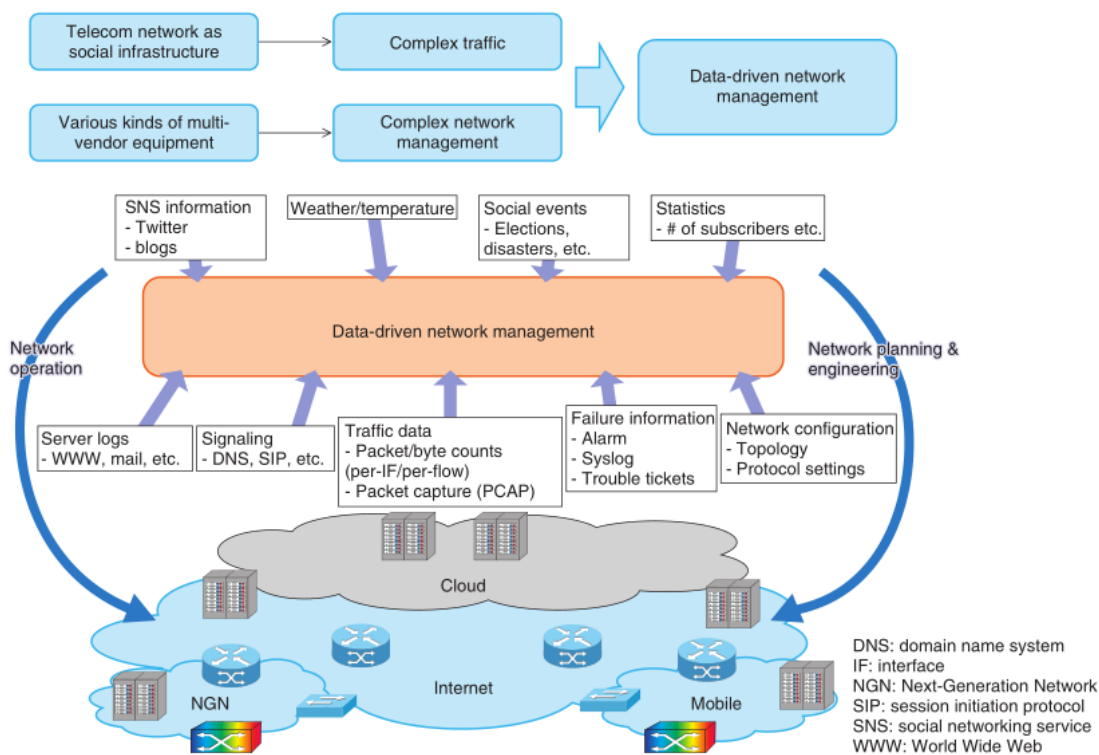 Telecom network as
social infrastructure
Complex traffic
Data-driven network
management
Various kinds of multi-
vendor equipment
Complex network
management
SNS information
- Twitter
- blogs
Weather/temperature
Social events
- Elections,
disasters, etc.
Statistics
- # of subscribers etc.
Data-driven network management
Network
operation
Network planning &
engineering
Server logs
- WWW, mail, etc.
Signaling
- DNS, SIP, etc.
Traffic data
- Packet/byte counts
(per-IF/per-flow)
- Packet capture (PCAP)
Failure information
- Alarm
- Syslog
- Trouble tickets
Network configuration
- Topology
- Protocol settings
Cloud
Internet
NGN
Mobile
DNS: domain name system
IF: interface
NGN: Next-Generation Network
SIP: session initiation protocol
SNS: social networking service
WWW: World Wide Web